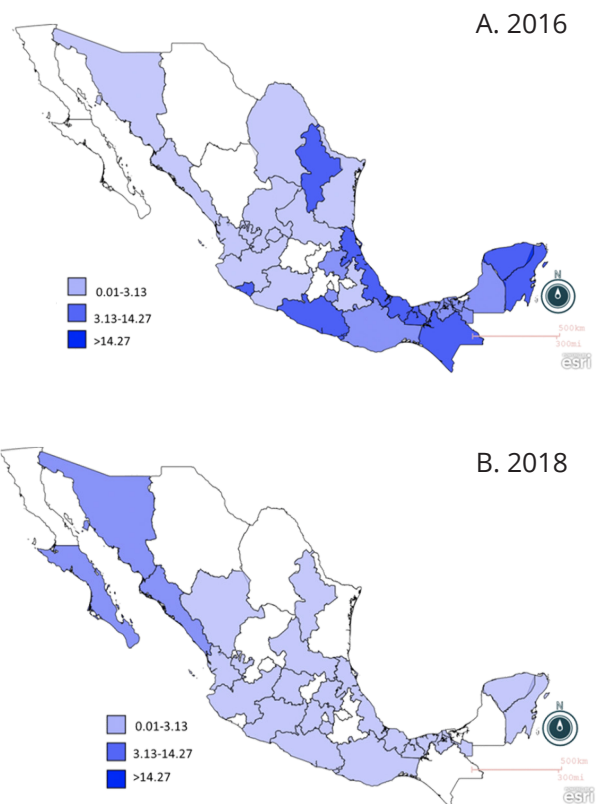 A. 2016
0.01-3.13
3.13-14.27
>14.27
N
500km
300mi
esri
B. 2018
0.01-3.13
3.13-14.27
>14.27
N
500km
300mi
esri